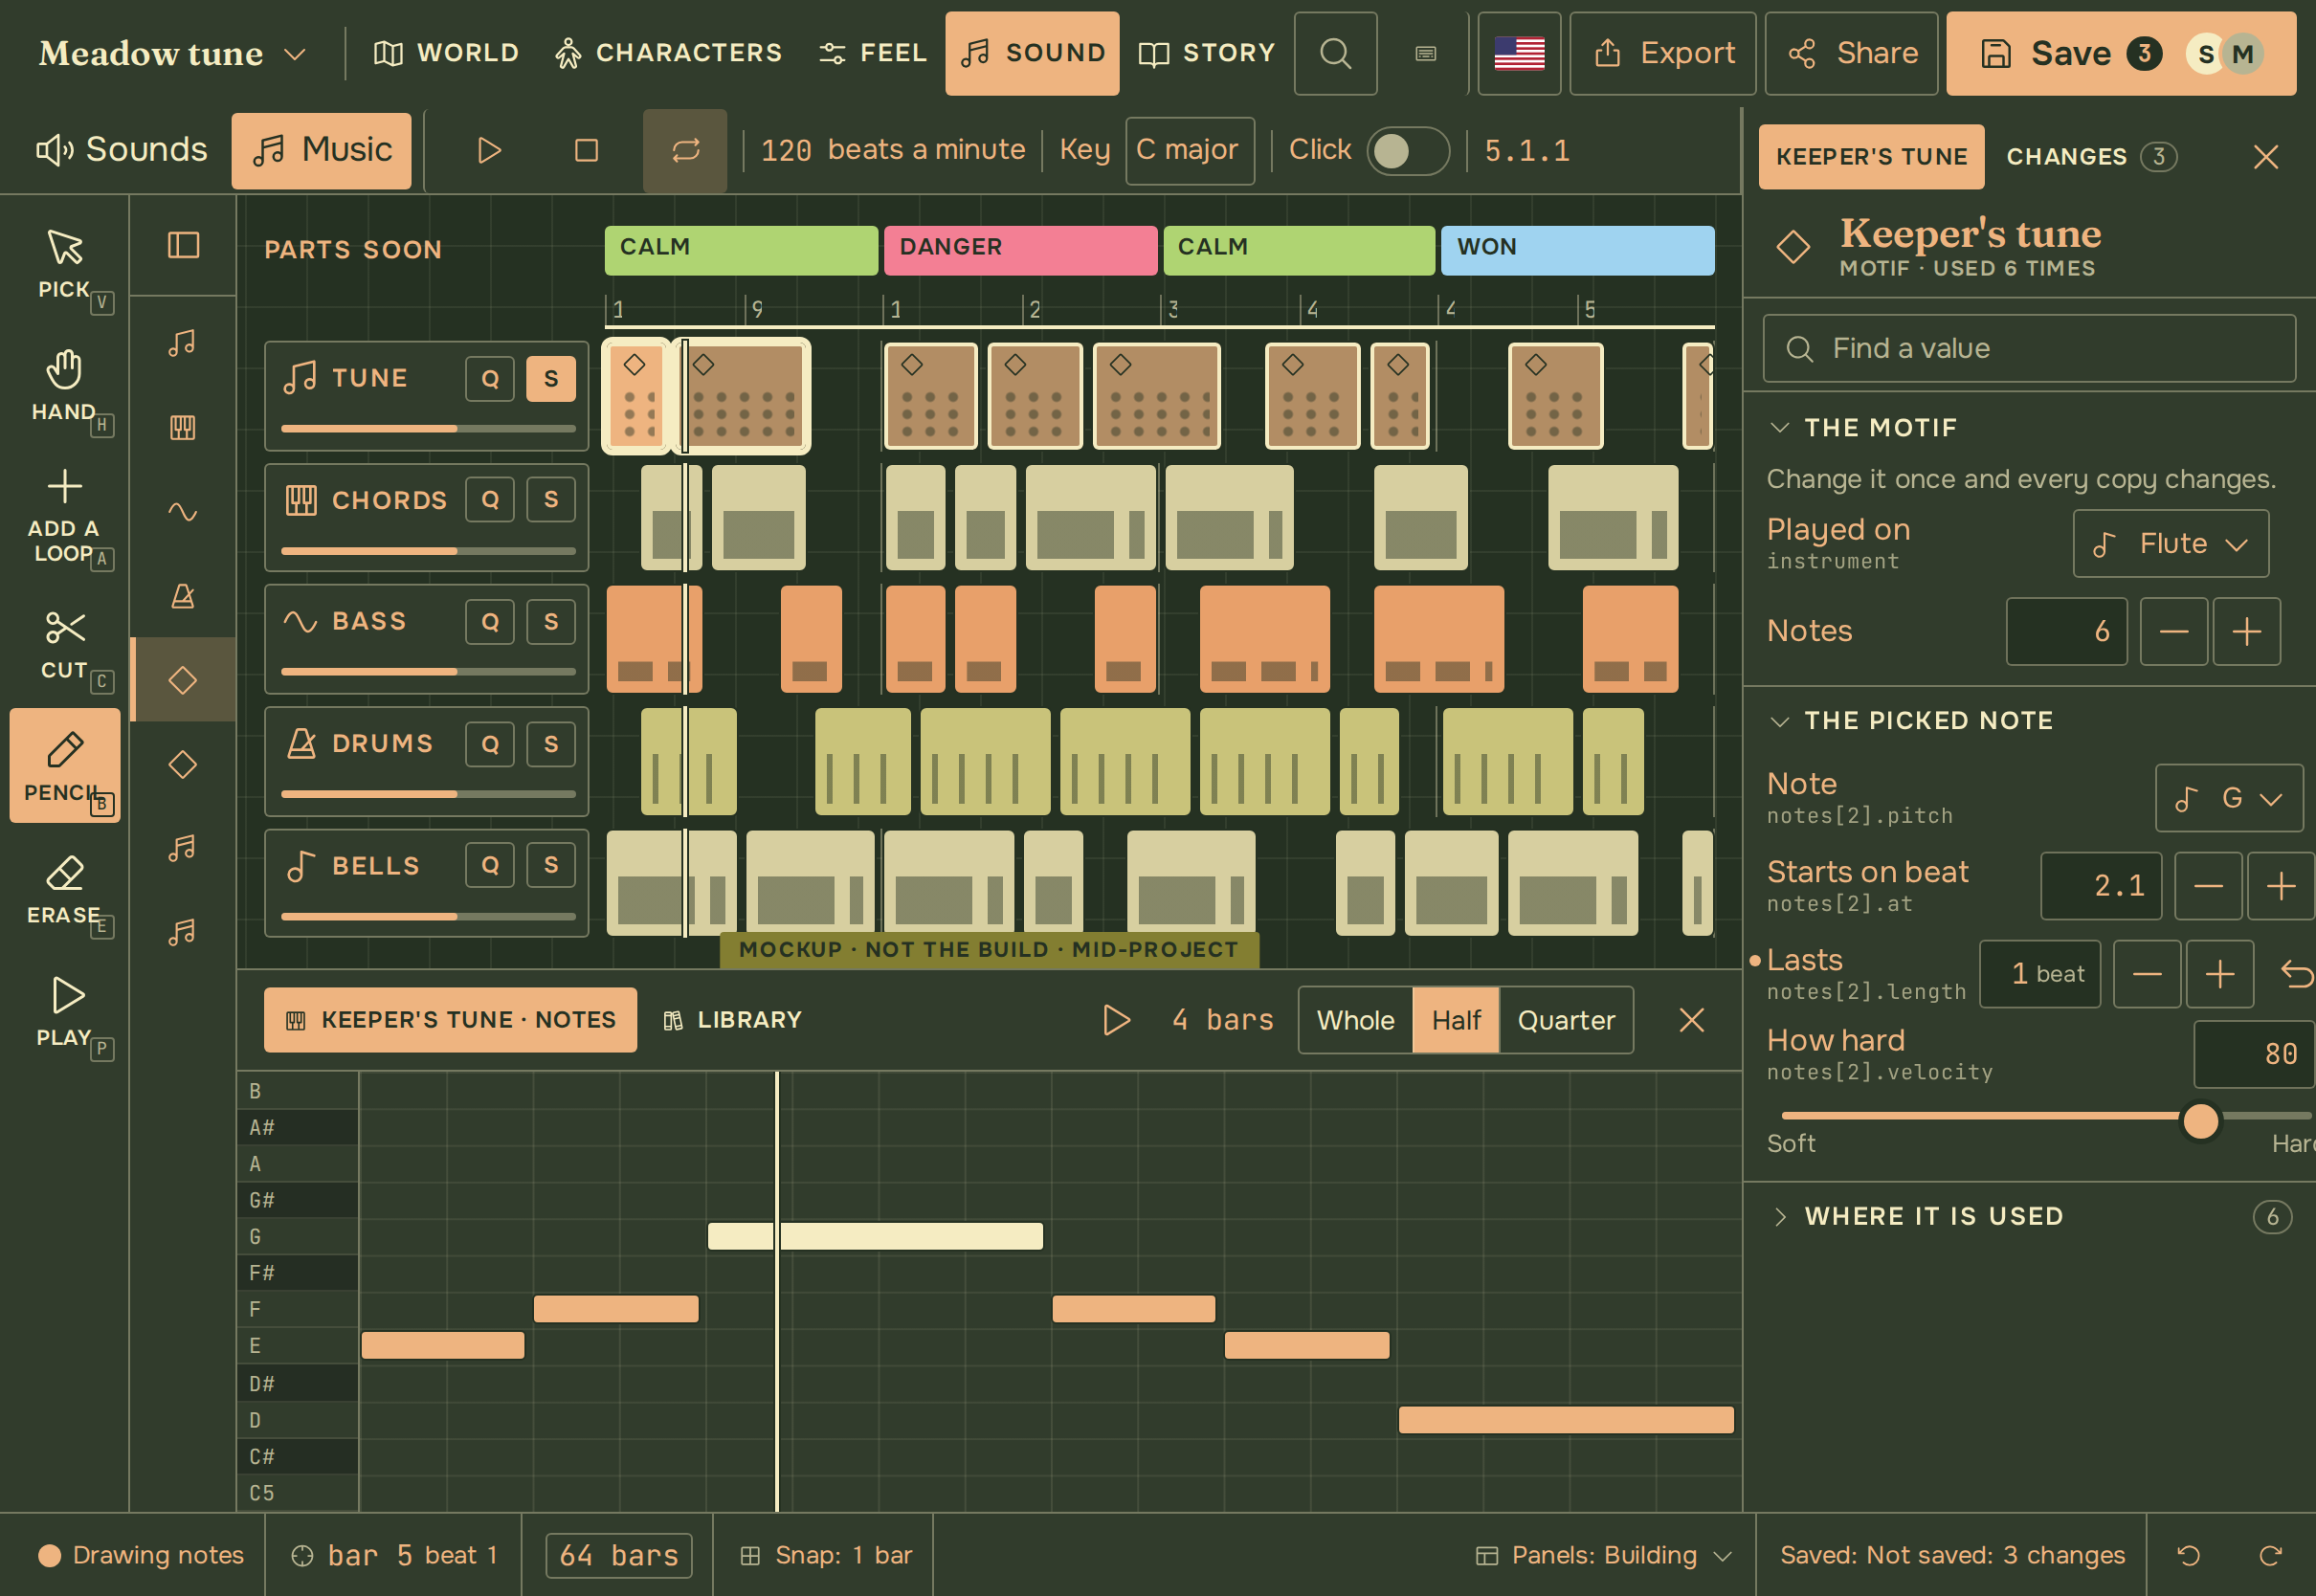 Meadow tune WORLD CHARACTERS FEEL SOUND STORY Export Share Save 3 S M
Sounds Music 120 beats a minute Key C major Click 5.1.1
KEEPER'S TUNE CHANGES 3
Keeper's tune
MOTIF · USED 6 TIMES
Find a value
THE MOTIF
Change it once and every copy changes.
Played on
instrument
Flute
Notes 6
THE PICKED NOTE
Note
notes[2].pitch
G
Starts on beat
notes[2].at
2.1
Lasts
notes[2].length
1 beat
How hard
notes[2].velocity
80
Soft Hard
WHERE IT IS USED 6
PICK V
HAND H
ADD A
LOOP A
CUT C
PENCIL B
ERASE E
PLAY P
PARTS SOON CALM DANGER CALM WON
1 9 1 2 3 4 4 5
TUNE Q S
CHORDS Q S
BASS Q S
DRUMS Q S
BELLS Q S
MOCKUP · NOT THE BUILD · MID-PROJECT
KEEPER'S TUNE · NOTES LIBRARY 4 bars Whole Half Quarter
B
A#
A
G#
G
F#
F
E
D#
D
C#
C5
Drawing notes bar 5 beat 1 64 bars Snap: 1 bar Panels: Building Saved: Not saved: 3 changes